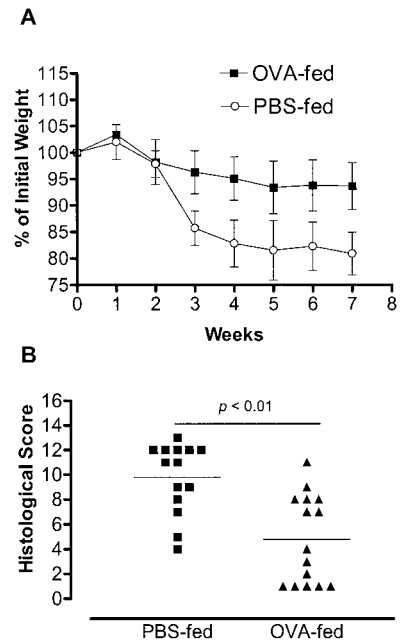 A
OVA-fed
PBS-fed
115
110
105
100
95
90
85
80
75
% of Initial Weight
0 1 2 3 4 5 6 7 8
Weeks
B
16
14
12
10
8
6
4
2
0
Histological Score
p < 0.01
PBS-fed OVA-fed